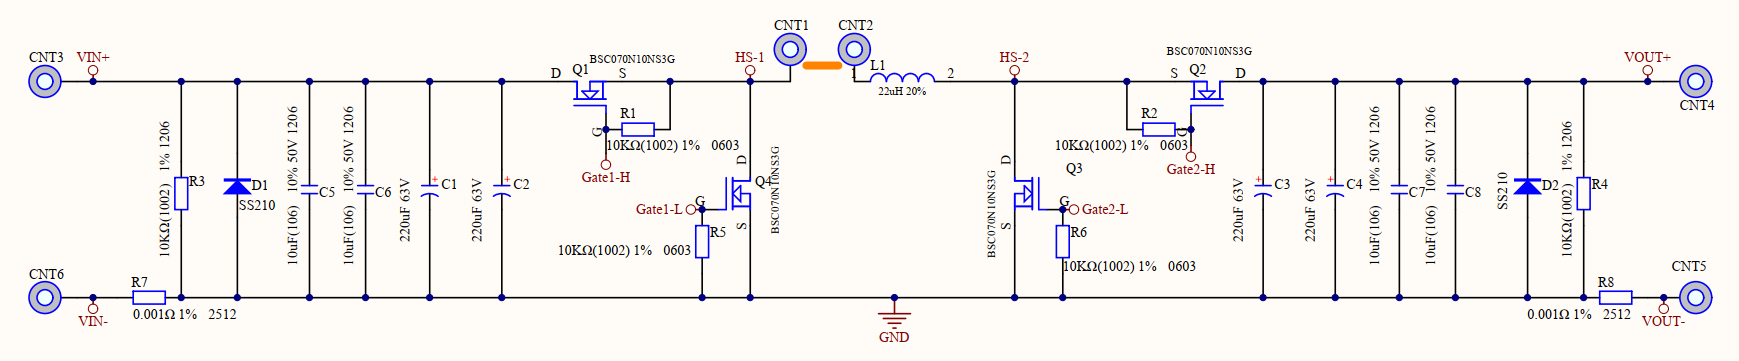 CNT1
CNT2
CNT3
VIN+
D
Q1
BSC070N10NS3G
S
HS-1
1
L1
2
22uH 20%
HS-2
BSC070N10NS3G
S
Q2
D
VOUT+
CNT4
G
R1
10KΩ(1002) 1% 0603
Gate1-H
R2
G
10KΩ(1002) 1% 0603
Gate2-H
R3
10KΩ(1002) 1% 1206
D1
SS210
C5
10uF(106) 10% 50V 1206
C6
10uF(106) 10% 50V 1206
C1
+
220uF 63V
C2
+
220uF 63V
D
Q4
BSC070N10NS3G
G
S
Gate1-L
R5
10KΩ(1002) 1% 0603
D
Q3
BSC070N10NS3G
G
S
Gate2-L
R6
10KΩ(1002) 1% 0603
C3
+
220uF 63V
C4
+
220uF 63V
C7
10uF(106) 10% 50V 1206
C8
10uF(106) 10% 50V 1206
D2
SS210
R4
10KΩ(1002) 1% 1206
CNT6
VIN-
R7
0.001Ω 1% 2512
GND
R8
0.001Ω 1% 2512
VOUT-
CNT5